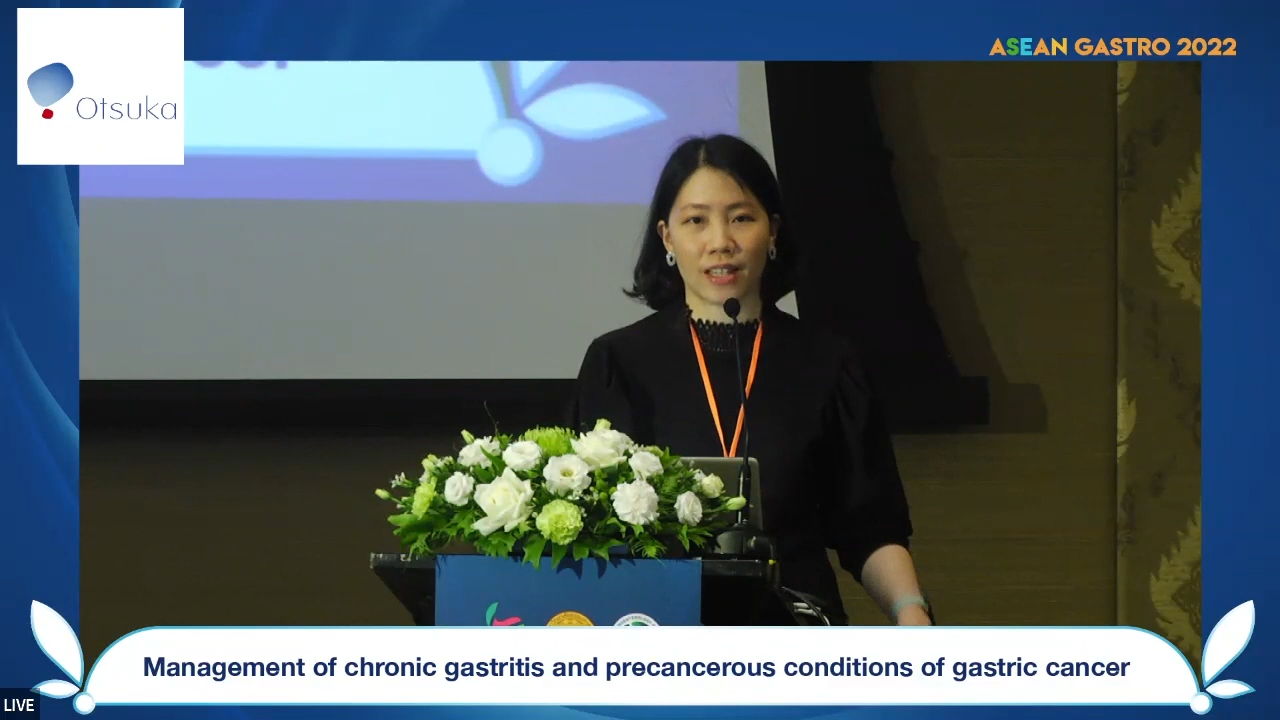 Otsuka
ASEAN GASTRO 2022
Management of chronic gastritis and precancerous conditions of gastric cancer
LIVE